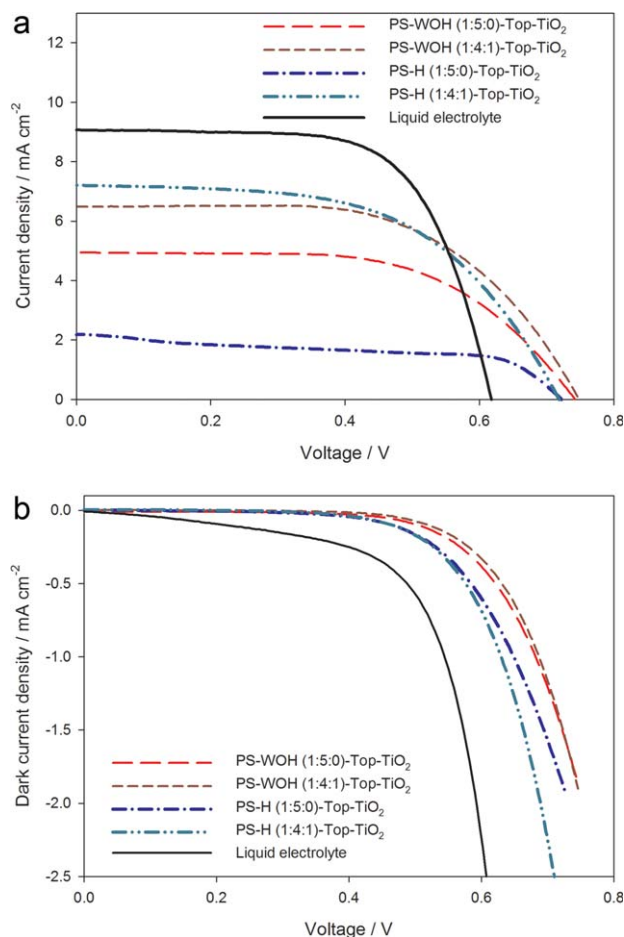 a
PS-WOH (1:5:0)-Top-TiO₂
PS-WOH (1:4:1)-Top-TiO₂
PS-H (1:5:0)-Top-TiO₂
PS-H (1:4:1)-Top-TiO₂
Liquid electrolyte
Current density / mA cm⁻²
12
10
8
6
4
2
0
0.0 0.2 0.4 0.6 0.8
Voltage / V
b
Dark current density / mA cm⁻²
0.0
-0.5
-1.0
-1.5
-2.0
-2.5
PS-WOH (1:5:0)-Top-TiO₂
PS-WOH (1:4:1)-Top-TiO₂
PS-H (1:5:0)-Top-TiO₂
PS-H (1:4:1)-Top-TiO₂
Liquid electrolyte
0.0 0.2 0.4 0.6 0.8
Voltage / V